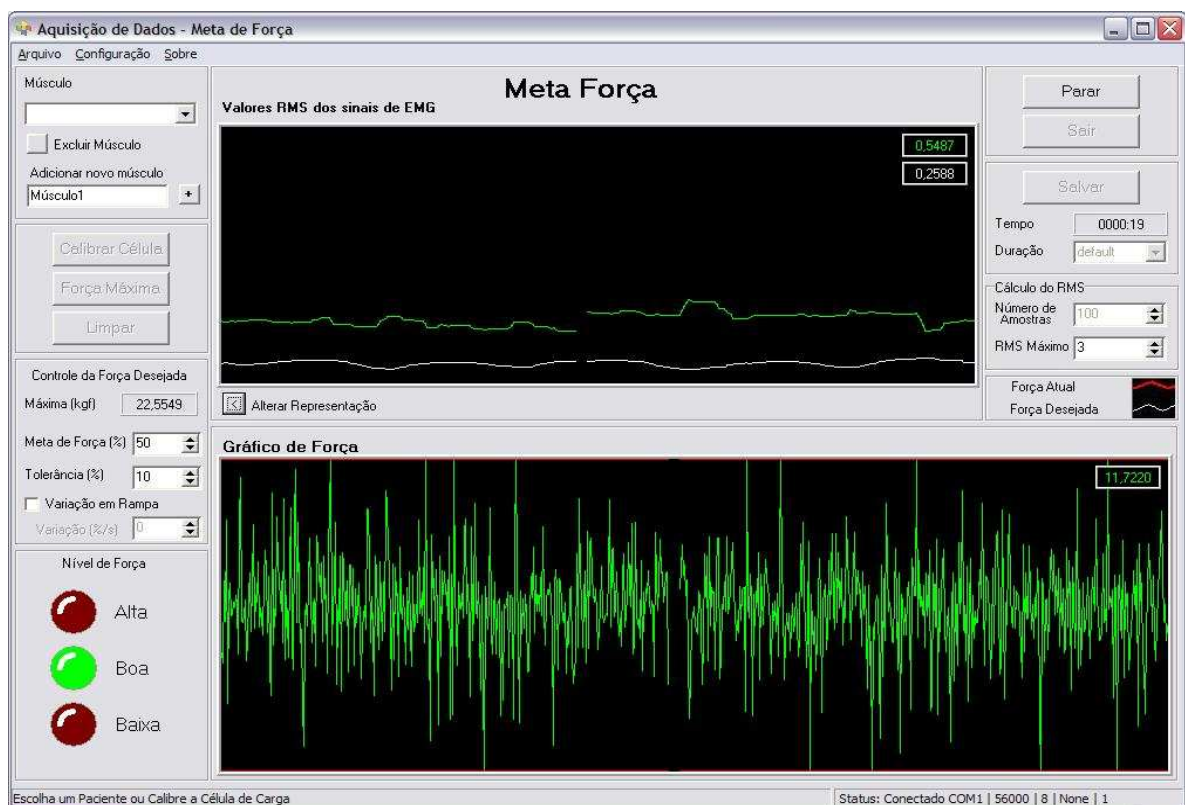 Aquisição de Dados - Meta de Força
Arquivo Configuração Sobre
Músculo
Excluir Músculo
Adicionar novo músculo
Músculo1 +
Calibrar Célula
Força Máxima
Limpar
Controle da Força Desejada
Máxima (kgf) 22,5549
Meta de Força (%) 50
Tolerância (%) 10
Variação em Rampa
Variação (%/s) 0
Nível de Força
Alta
Boa
Baixa
Meta Força
Valores RMS dos sinais de EMG
0,5487
0,2588
Alterar Representação
Gráfico de Força
11,7220
Parar
Sair
Salvar
Tempo 0000:19
Duração default
Cálculo do RMS
Número de
Amostras 100
RMS Máximo 3
Força Atual
Força Desejada
Escolha um Paciente ou Calibre a Célula de Carga
Status: Conectado COM1 | 56000 | 8 | None | 1